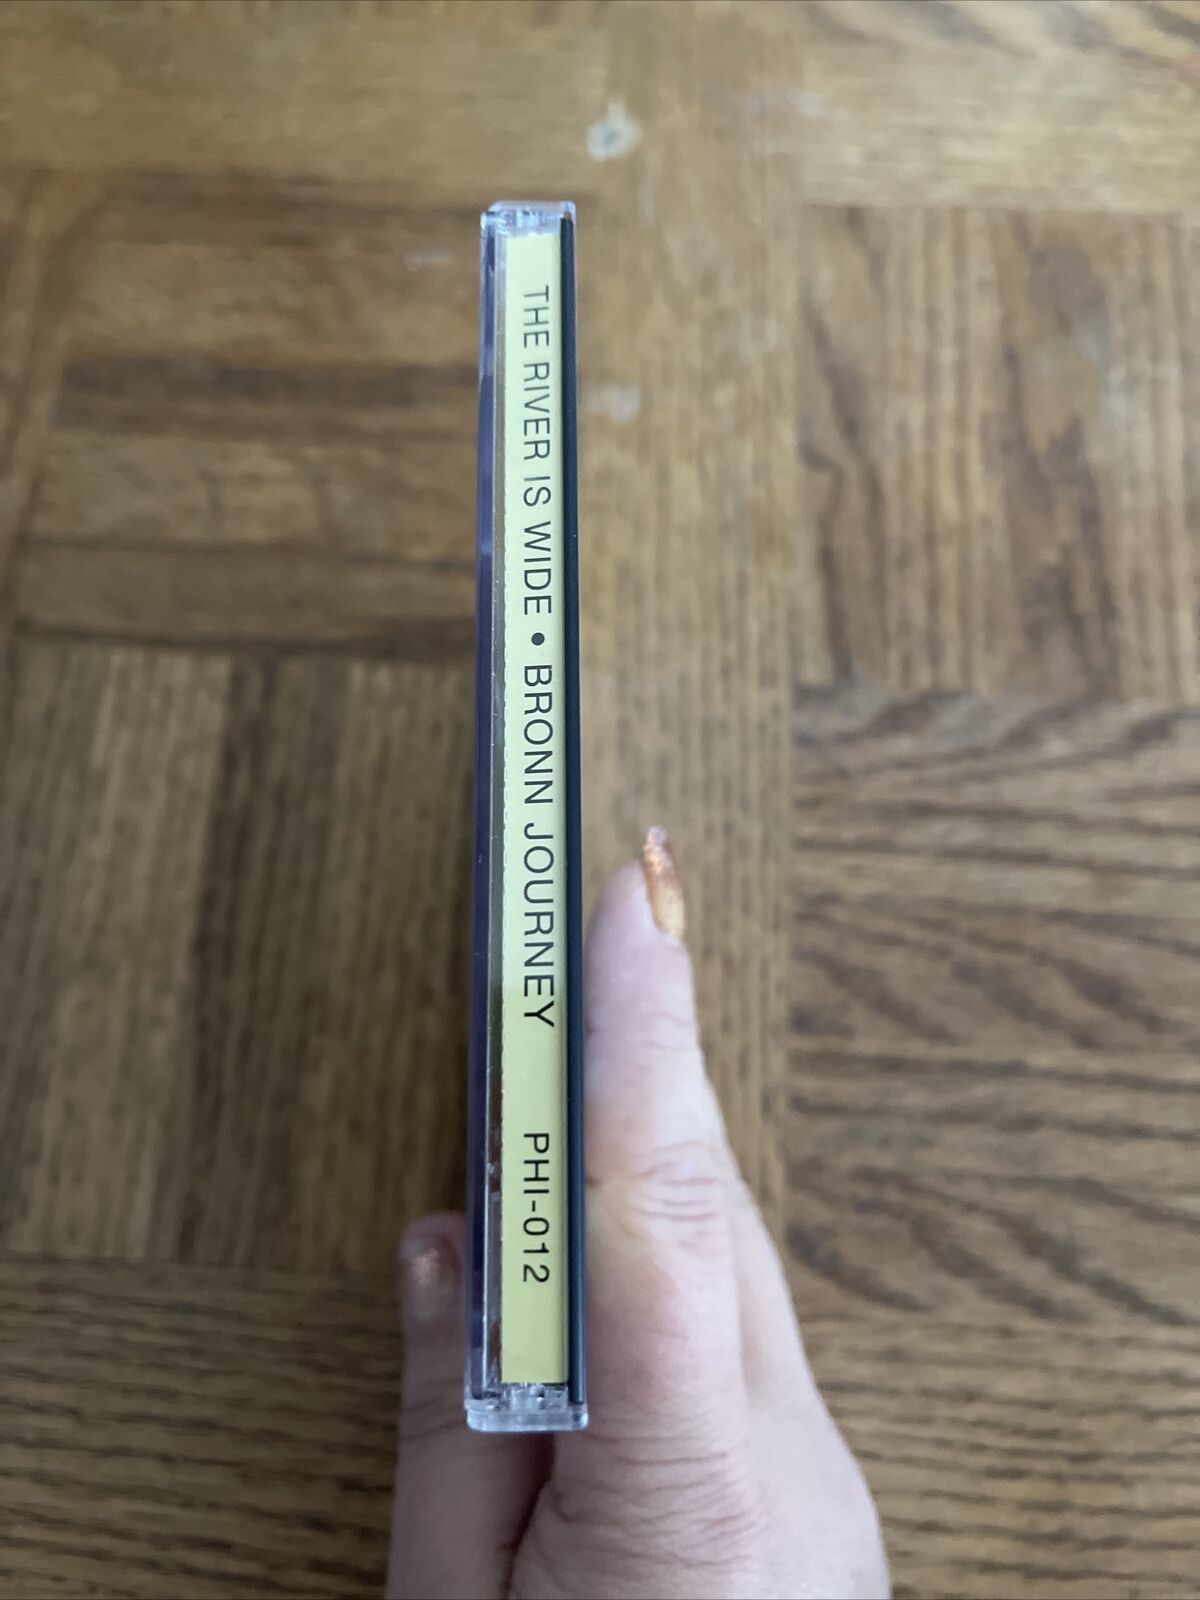 THE RIVER IS WIDE • BRONN JOURNEY PHI-012